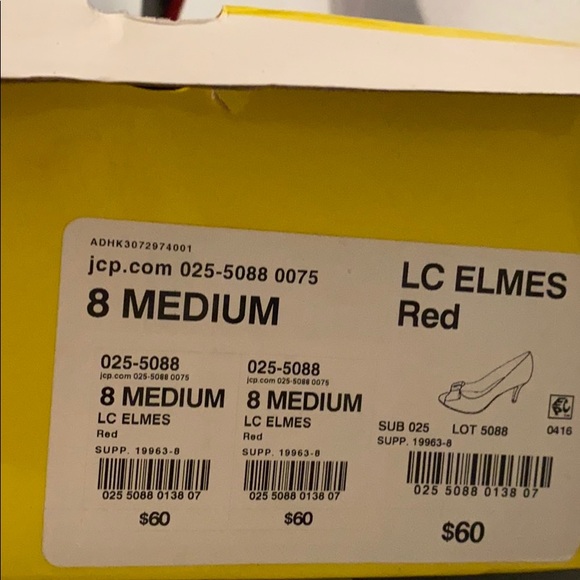 ADHK3072974001
jcp.com 025-5088 0075
8 MEDIUM
LC ELMES
Red
025-5088
jcp.com 025-5088 0075
8 MEDIUM
LC ELMES
Red
SUPP. 19963-8
025 5088 0138 07
$60
025-5088
jcp.com 025-5088 0075
8 MEDIUM
LC ELMES
Red
SUPP. 19963-8
025 5088 0138 07
$60
SUB 025 LOT 5088 0416
SUPP. 19963-8
025 5088 0138 07
$60